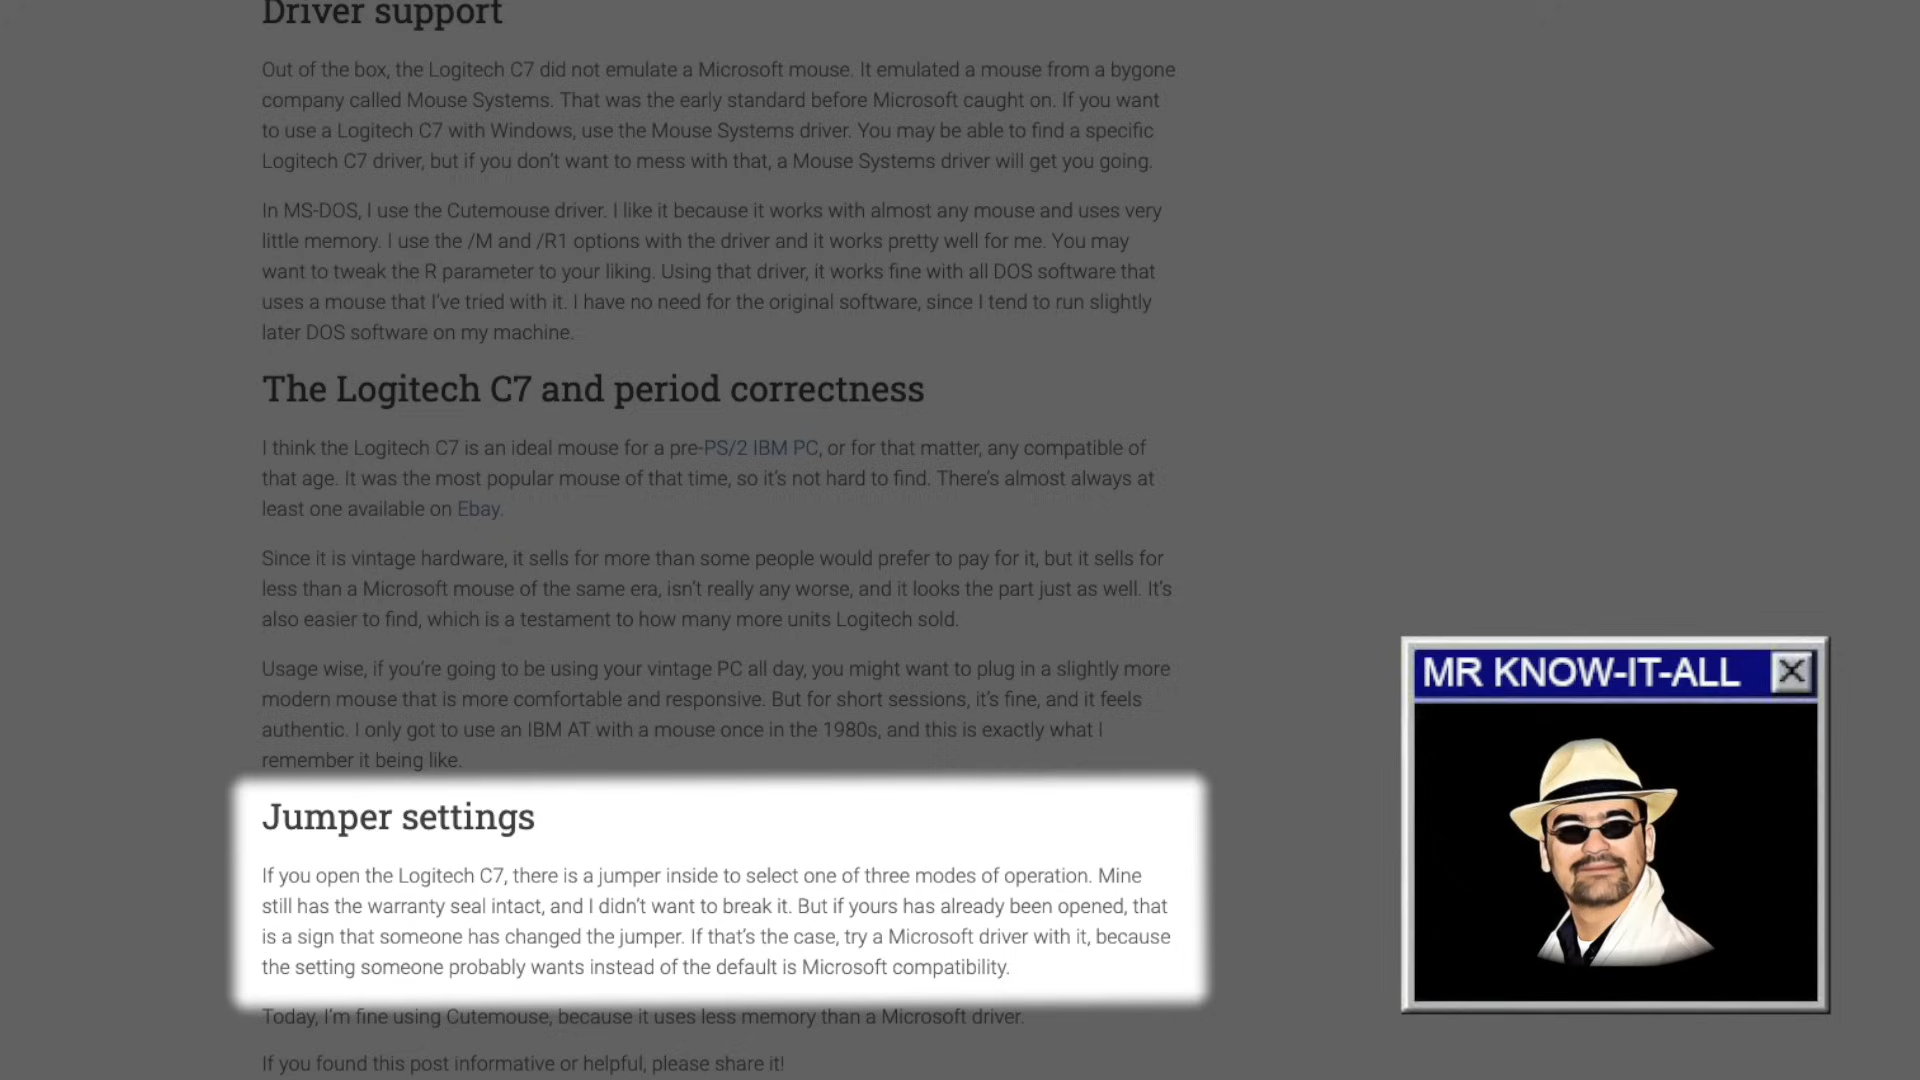 Driver support
Out of the box, the Logitech C7 did not emulate a Microsoft mouse. It emulated a mouse from a bygone
company called Mouse Systems. That was the early standard before Microsoft caught on. If you want
to use a Logitech C7 with Windows, use the Mouse Systems driver. You may be able to find a specific
Logitech C7 driver, but if you don’t want to mess with that, a Mouse Systems driver will get you going.
In MS-DOS, I use the Cutemouse driver. I like it because it works with almost any mouse and uses very
little memory. I use the /M and /R1 options with the driver and it works pretty well for me. You may
want to tweak the R parameter to your liking. Using that driver, it works fine with all DOS software that
uses a mouse that I’ve tried with it. I have no need for the original software, since I tend to run slightly
later DOS software on my machine.
The Logitech C7 and period correctness
I think the Logitech C7 is an ideal mouse for a pre-PS/2 IBM PC, or for that matter, any compatible of
that age. It was the most popular mouse of that time, so it’s not hard to find. There’s almost always at
least one available on Ebay.
Since it is vintage hardware, it sells for more than some people would prefer to pay for it, but it sells for
less than a Microsoft mouse of the same era, isn’t really any worse, and it looks the part just as well. It’s
also easier to find, which is a testament to how many more units Logitech sold.
Usage wise, if you’re going to be using your vintage PC all day, you might want to plug in a slightly more
modern mouse that is more comfortable and responsive. But for short sessions, it’s fine, and it feels
authentic. I only got to use an IBM AT with a mouse once in the 1980s, and this is exactly what I
remember it being like.
MR KNOW-IT-ALL
Jumper settings
If you open the Logitech C7, there is a jumper inside to select one of three modes of operation. Mine
still has the warranty seal intact, and I didn’t want to break it. But if yours has already been opened, that
is a sign that someone has changed the jumper. If that’s the case, try a Microsoft driver with it, because
the setting someone probably wants instead of the default is Microsoft compatibility.
Today, I’m fine using Cutemouse, because it uses less memory than a Microsoft driver.
If you found this post informative or helpful, please share it!